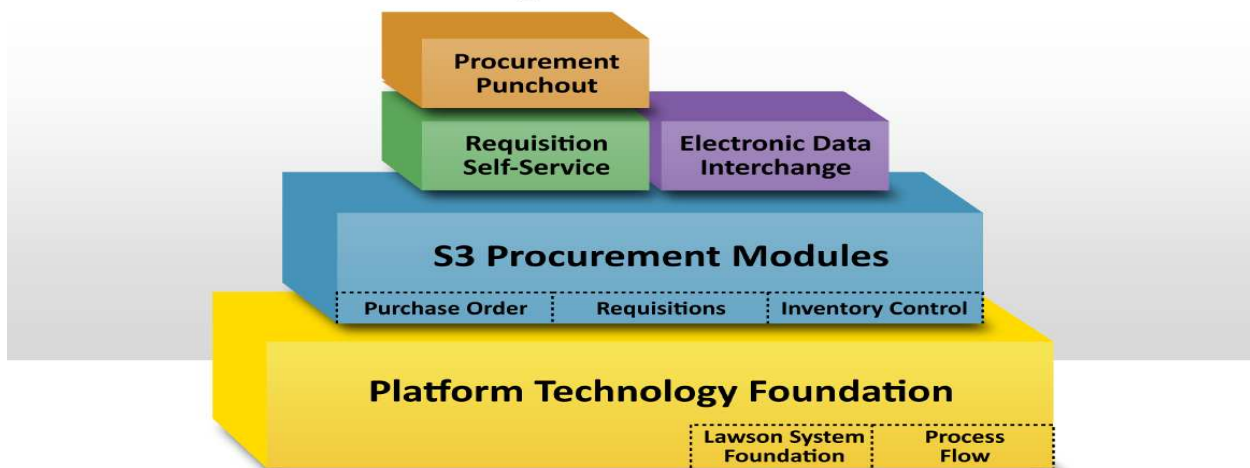 Procurement
Punchout
Requisition
Self-Service
Electronic Data
Interchange
S3 Procurement Modules
Purchase Order
Requisitions
Inventory Control
Platform Technology Foundation
Lawson System
Foundation
Process
Flow